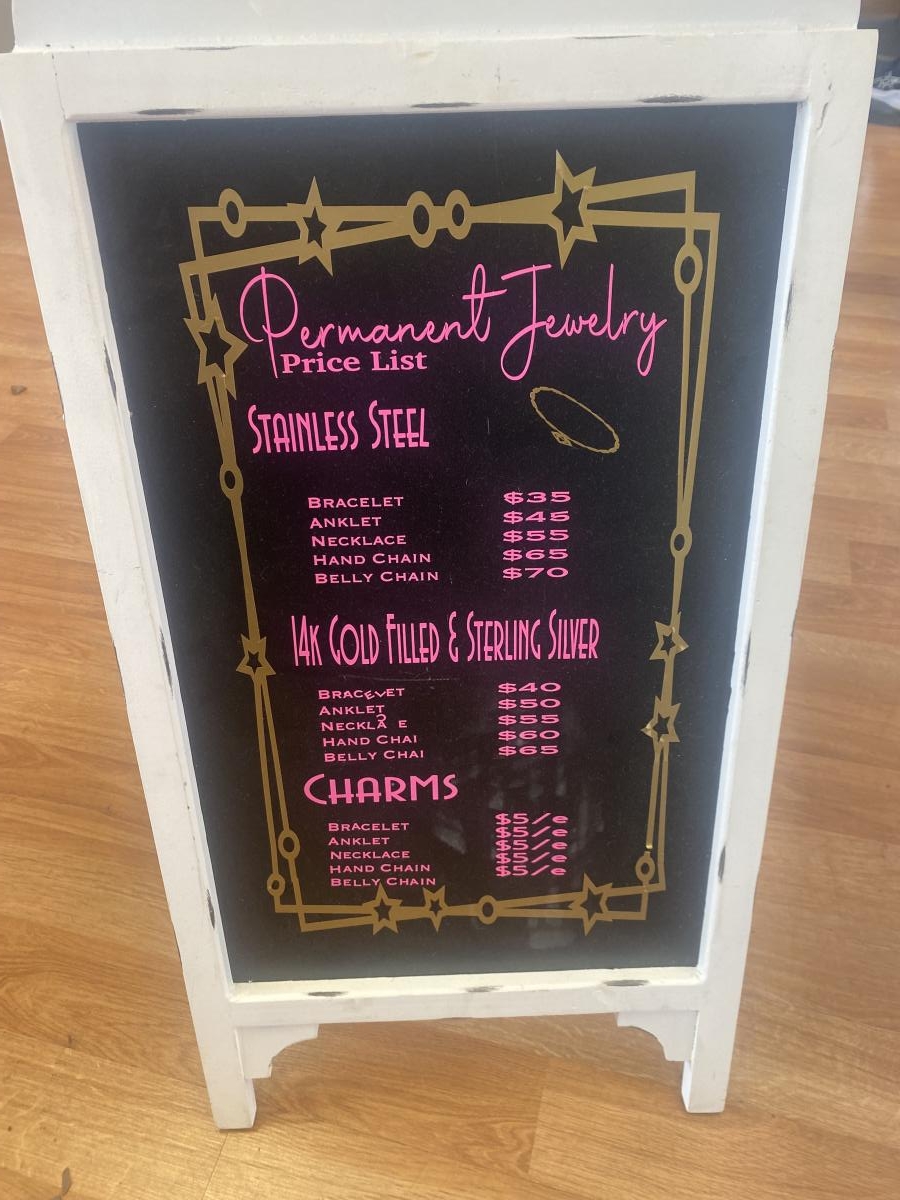 Permanent Jewelry
Price List
STAINLESS STEEL
BRACELET $35
ANKLET $45
NECKLACE $55
HAND CHAIN $65
BELLY CHAIN $70
14K GOLD FILLED & STERLING SILVER
BRACELET $40
ANKLET $50
NECKLA E $55
HAND CHAI $60
BELLY CHAI $65
CHARMS
BRACELET $5/e
ANKLET $5/e
NECKLACE $5/e
HAND CHAIN $5/e
BELLY CHAIN $5/e